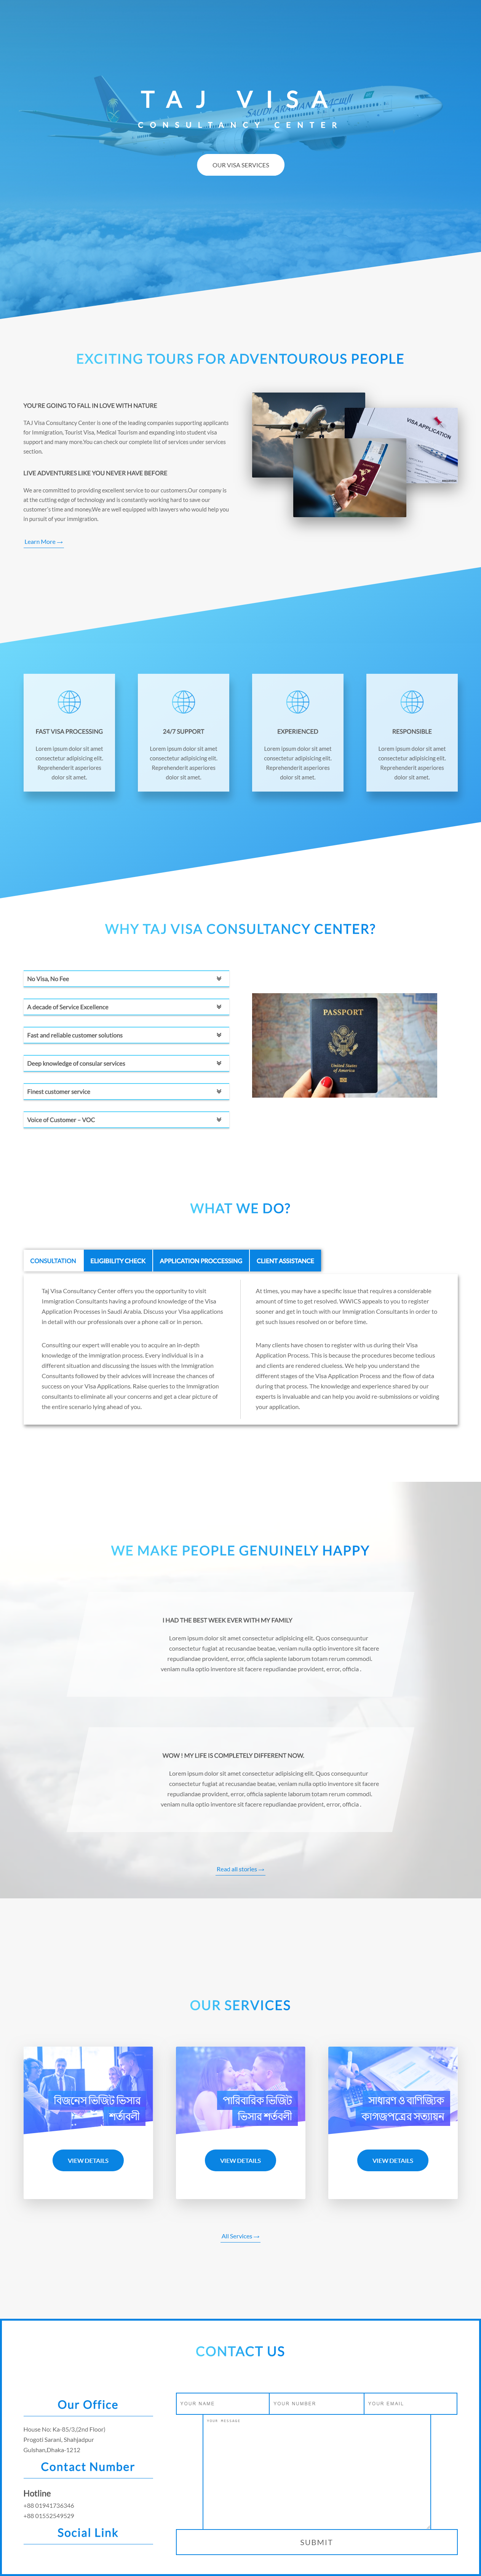 TAJ VISA
CONSULTANCY CENTER
OUR VISA SERVICES
EXCITING TOURS FOR ADVENTOUROUS PEOPLE
YOU'RE GOING TO FALL IN LOVE WITH NATURE
TAJ Visa Consultancy Center is one of the leading companies supporting applicants
for Immigration, Tourist Visa, Medical Tourism and expanding into student visa
support and many more.You can check our complete list of services under services
section.
LIVE ADVENTURES LIKE YOU NEVER HAVE BEFORE
We are committed to providing excellent service to our customers.Our company is
at the cutting edge of technology and is constantly working hard to save our
customer's time and money.We are well equipped with lawyers who would help you
in pursuit of your immigration.
Learn More →
VISA APPLICATION
FAST VISA PROCESSING
Lorem ipsum dolor sit amet
consectetur adipisicing elit.
Reprehenderit asperiores
dolor sit amet.
24/7 SUPPORT
Lorem ipsum dolor sit amet
consectetur adipisicing elit.
Reprehenderit asperiores
dolor sit amet.
EXPERIENCED
Lorem ipsum dolor sit amet
consectetur adipisicing elit.
Reprehenderit asperiores
dolor sit amet.
RESPONSIBLE
Lorem ipsum dolor sit amet
consectetur adipisicing elit.
Reprehenderit asperiores
dolor sit amet.
WHY TAJ VISA CONSULTANCY CENTER?
No Visa, No Fee
A decade of Service Excellence
Fast and reliable customer solutions
Deep knowledge of consular services
Finest customer service
Voice of Customer – VOC
PASSPORT
United States
of America
WHAT WE DO?
CONSULTATION
ELIGIBILITY CHECK
APPLICATION PROCCESSING
CLIENT ASSISTANCE
Taj Visa Consultancy Center offers you the opportunity to visit
Immigration Consultants having a profound knowledge of the Visa
Application Processes in Saudi Arabia. Discuss your Visa applications
in detail with our professionals over a phone call or in person.
Consulting our expert will enable you to acquire an in-depth
knowledge of the immigration process. Every individual is in a
different situation and discussing the issues with the Immigration
Consultants followed by their advices will increase the chances of
success on your Visa Applications. Raise queries to the Immigration
consultants to eliminate all your concerns and get a clear picture of
the entire scenario lying ahead of you.
At times, you may have a specific issue that requires a considerable
amount of time to get resolved. WWICS appeals to you to register
sooner and get in touch with our Immigration Consultants in order to
get such issues resolved on or before time.
Many clients have chosen to register with us during their Visa
Application Process. This is because the procedures become tedious
and clients are rendered clueless. We help you understand the
different stages of the Visa Application Process and the flow of data
during that process. The knowledge and experience shared by our
experts is invaluable and can help you avoid re-submissions or voiding
your application.
WE MAKE PEOPLE GENUINELY HAPPY
I HAD THE BEST WEEK EVER WITH MY FAMILY
Lorem ipsum dolor sit amet consectetur adipisicing elit. Quos consequuntur
consectetur fugiat at recusandae beatae, veniam nulla optio inventore sit facere
repudiandae provident, error, officia sapiente laborum totam rerum commodi.
veniam nulla optio inventore sit facere repudiandae provident, error, officia .
WOW ! MY LIFE IS COMPLETELY DIFFERENT NOW.
Lorem ipsum dolor sit amet consectetur adipisicing elit. Quos consequuntur
consectetur fugiat at recusandae beatae, veniam nulla optio inventore sit facere
repudiandae provident, error, officia sapiente laborum totam rerum commodi.
veniam nulla optio inventore sit facere repudiandae provident, error, officia .
Read all stories →
OUR SERVICES
বিজনেস ভিজিট ভিসার
শর্তাবলী
VIEW DETAILS
পারিবারিক ভিজিট
ভিসার শর্তবলী
VIEW DETAILS
সাধারণ ও বাণিজ্যিক
কাগজপত্রের সত্যায়ন
VIEW DETAILS
All Services →
CONTACT US
Our Office
House No: Ka-85/3,(2nd Floor)
Progoti Sarani, Shahjadpur
Gulshan,Dhaka-1212
Contact Number
Hotline
+88 01941736346
+88 01552549529
Social Link
YOUR NAME
YOUR NUMBER
YOUR EMAIL
YOUR MESSAGE
SUBMIT